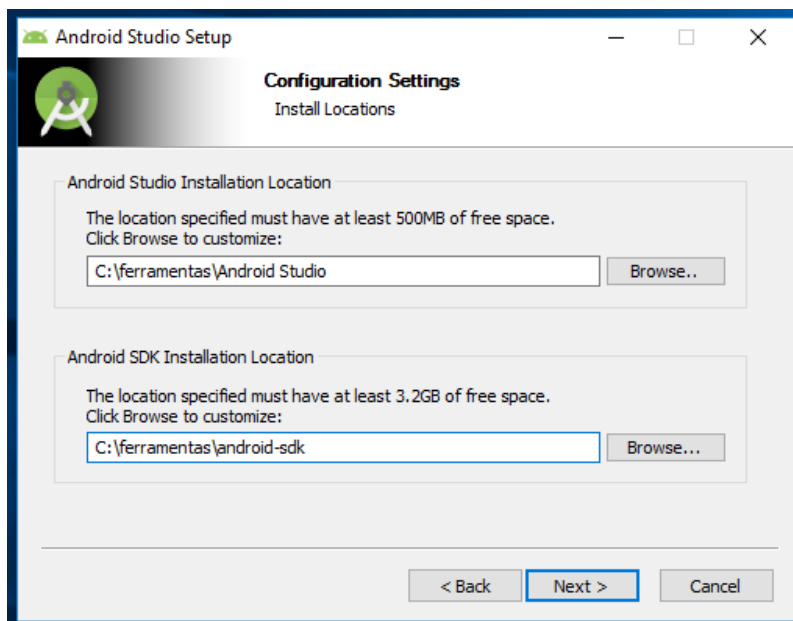 Android Studio Setup
Configuration Settings
Install Locations
Android Studio Installation Location
The location specified must have at least 500MB of free space.
Click Browse to customize:
C:\ferramentas\Android Studio
Browse..
Android SDK Installation Location
The location specified must have at least 3.2GB of free space.
Click Browse to customize:
C:\ferramentas\android-sdk
Browse...
< Back
Next >
Cancel